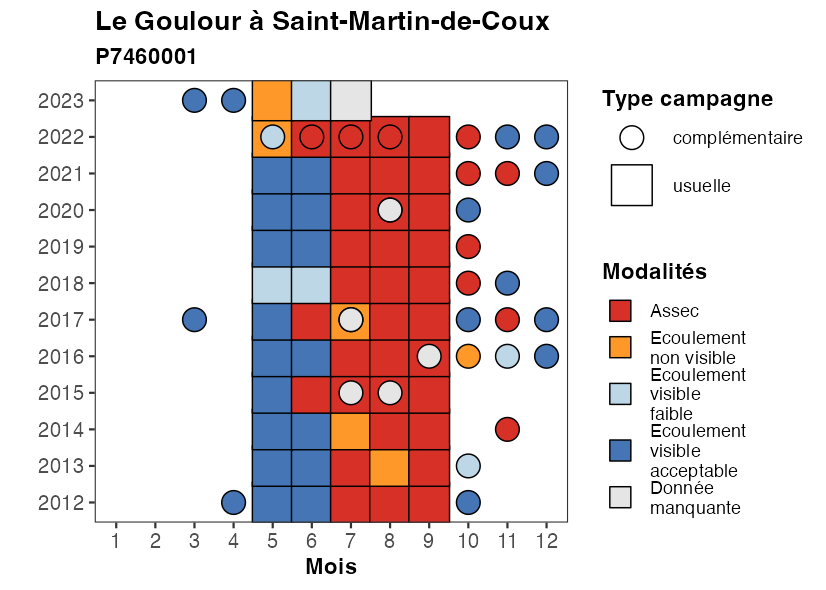 Le Goulour à Saint-Martin-de-Coux
P7460001
2023
2022
2021
2020
2019
2018
2017
2016
2015
2014
2013
2012
1 2 3 4 5 6 7 8 9 10 11 12
Mois
Type campagne
complémentaire
usuelle
Modalités
Assec
Ecoulement
non visible
Ecoulement
visible
faible
Ecoulement
visible
acceptable
Donnée
manquante